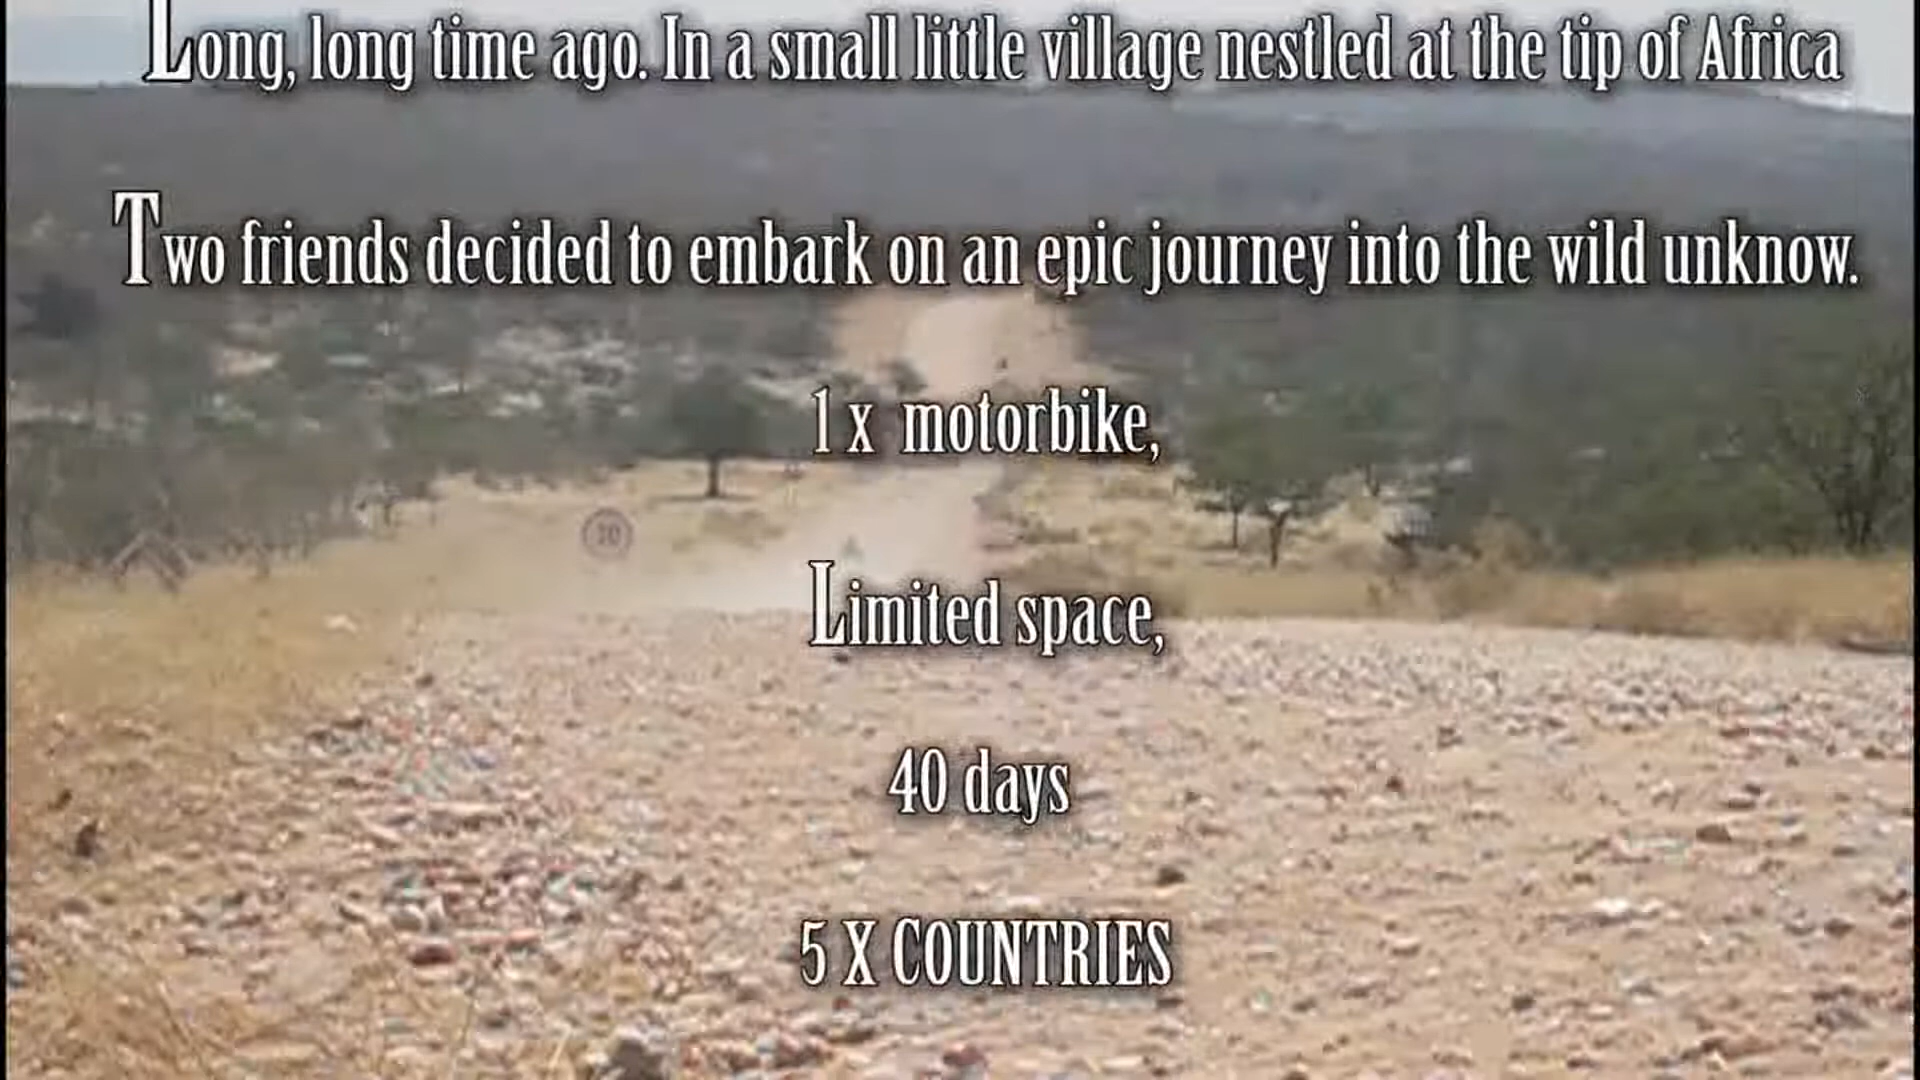 Long, long time ago. In a small little village nestled at the tip of Africa
Two friends decided to embark on an epic journey into the wild unknow.
1 x motorbike,
Limited space,
40 days
5 X COUNTRIES